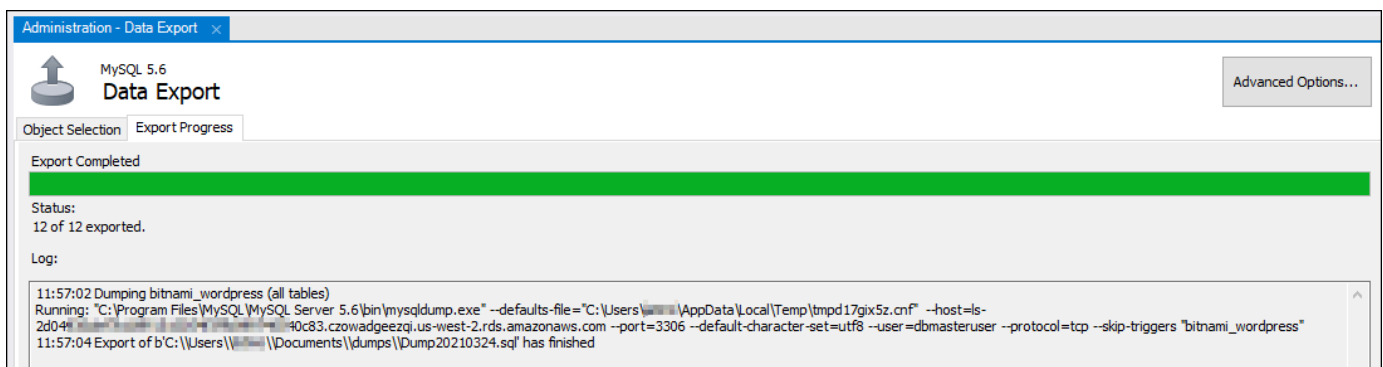 Administration - Data Export ×
MySQL 5.6
Data Export
Advanced Options...
Object Selection
Export Progress
Export Completed
Status:
12 of 12 exported.
Log:
11:57:02 Dumping bitnami_wordpress (all tables)
Running: "C:\Program Files\MySQL\MySQL Server 5.6\bin\mysqldump.exe" --defaults-file="C:\Users\ \AppData\Local\Temp\tmpd17gix5z.cnf" --host=ls-
2d04 40c83.czowadgeezqi.us-west-2.rds.amazonaws.com --port=3306 --default-character-set=utf8 --user=dbmasteruser --protocol=tcp --skip-triggers "bitnami_wordpress"
11:57:04 Export of b'C:\\Users\\ \\Documents\\dumps\\Dump20210324.sql' has finished